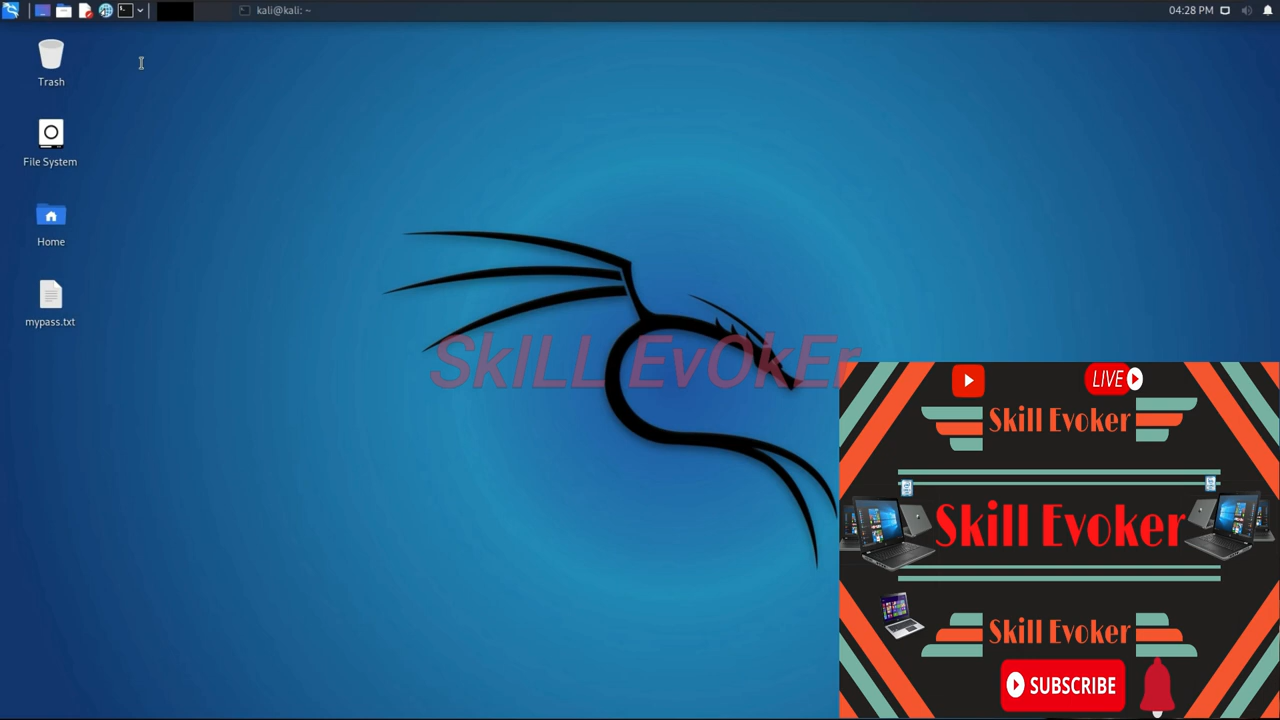 kali@kali: ~
04:28 PM
Trash
File System
Home
mypass.txt
SkILL EvOkEr
LIVE
Skill Evoker
Skill Evoker
Skill Evoker
SUBSCRIBE